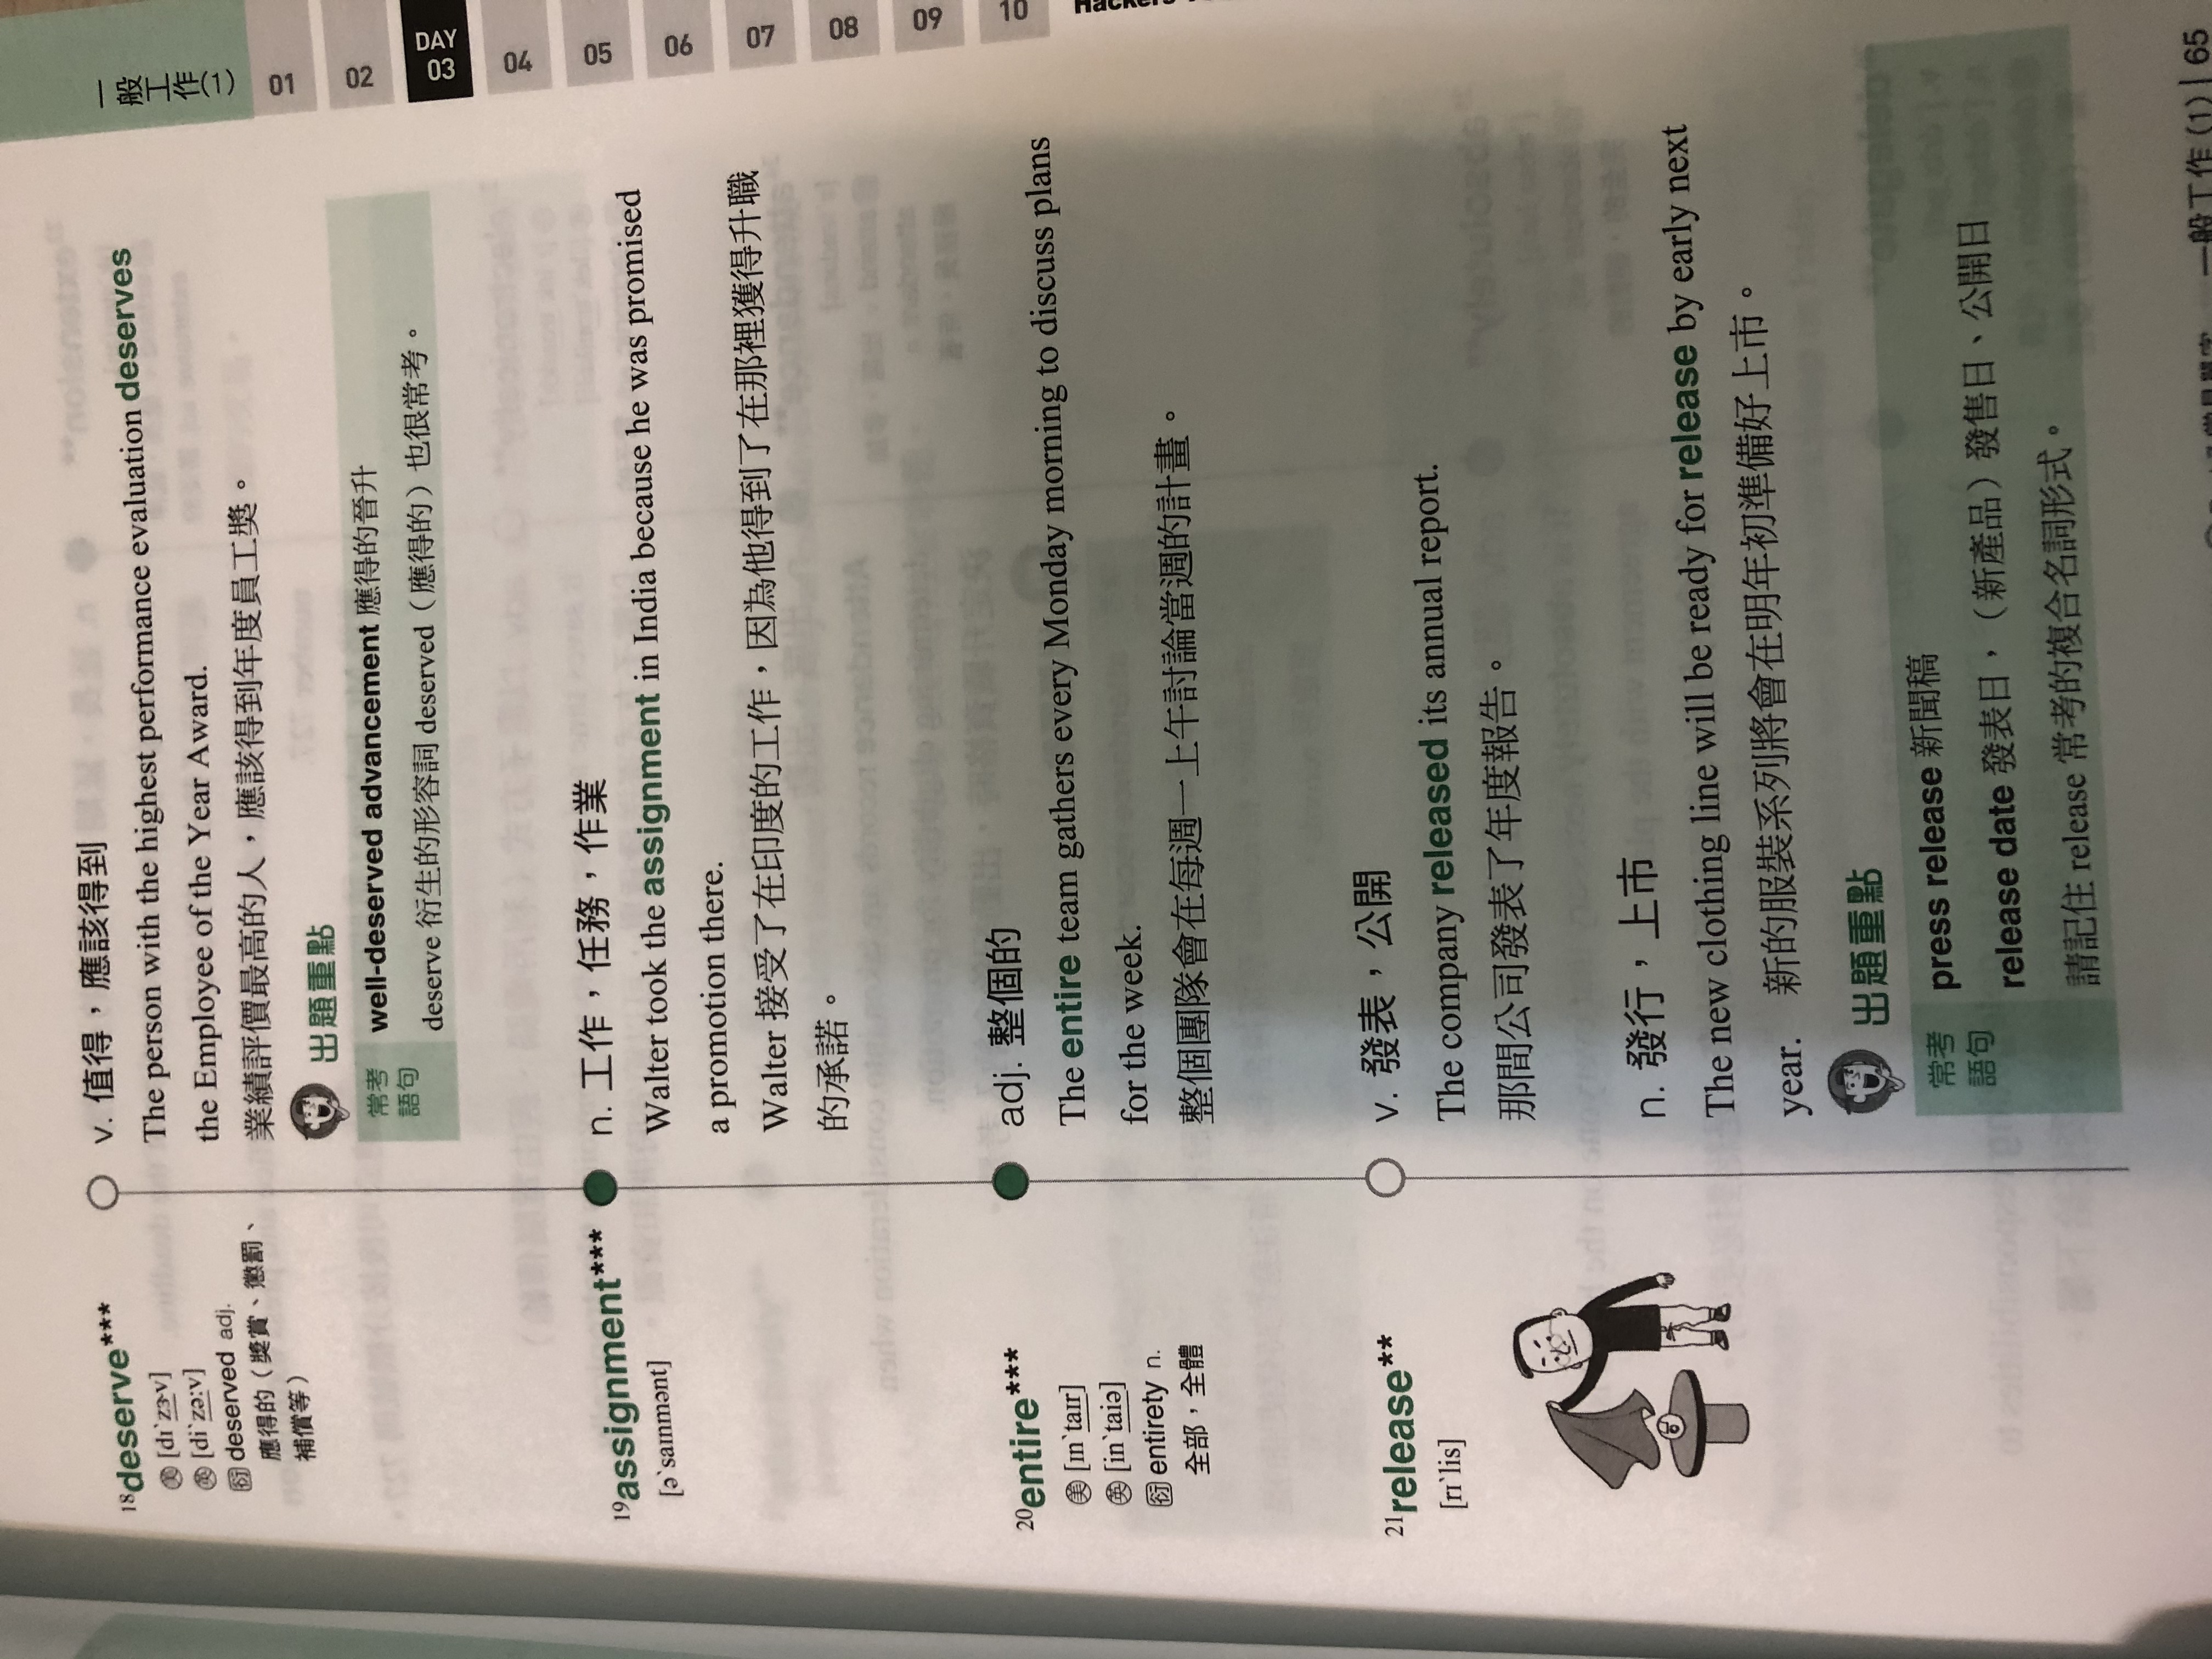 18deserve***
美 [dɪˋzɝv]
英 [diˋzə:v]
衍 deserved adj.
應得的（獎賞、懲罰、
補償等）
v. 值得，應該得到
The person with the highest performance evaluation deserves
the Employee of the Year Award.
業績評價最高的人，應該得到年度員工獎。
出題重點
常考
語句
well-deserved advancement 應得的晉升
deserve 衍生的形容詞 deserved（應得的）也很常考。
19assignment***
[əˋsaɪnmənt]
n. 工作，任務，作業
Walter took the assignment in India because he was promised
a promotion there.
Walter 接受了在印度的工作，因為他得到了在那裡獲得升職
的承諾。
20entire***
美 [ɪnˋtaɪr]
英 [inˋtaiə]
衍 entirety n.
全部，全體
adj. 整個的
The entire team gathers every Monday morning to discuss plans
for the week.
整個團隊會在每週一上午討論當週的計畫。
21release**
[rɪˋlis]
v. 發表，公開
The company released its annual report.
那間公司發表了年度報告。
n. 發行，上市
The new clothing line will be ready for release by early next
year. 新的服裝系列將會在明年初準備好上市。
出題重點
常考
語句
press release 新聞稿
release date 發表日，（新產品）發售日、公開日
請記住 release 常考的複合名詞形式。
一般工作(1)
01
02
DAY
03
04
05
06
07
08
09
10
一般工作(1) | 65